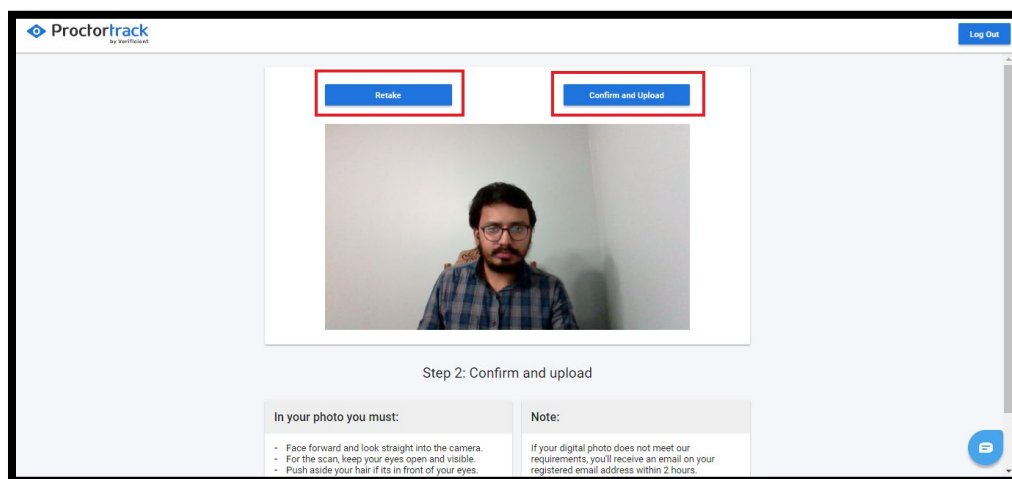 Proctortrack
by Verificient
Log Out
Retake
Confirm and Upload
Step 2: Confirm and upload
In your photo you must:
- Face forward and look straight into the camera.
- For the scan, keep your eyes open and visible.
- Push aside your hair if its in front of your eyes.
Note:
If your digital photo does not meet our
requirements, you'll receive an email on your
registered email address within 2 hours.